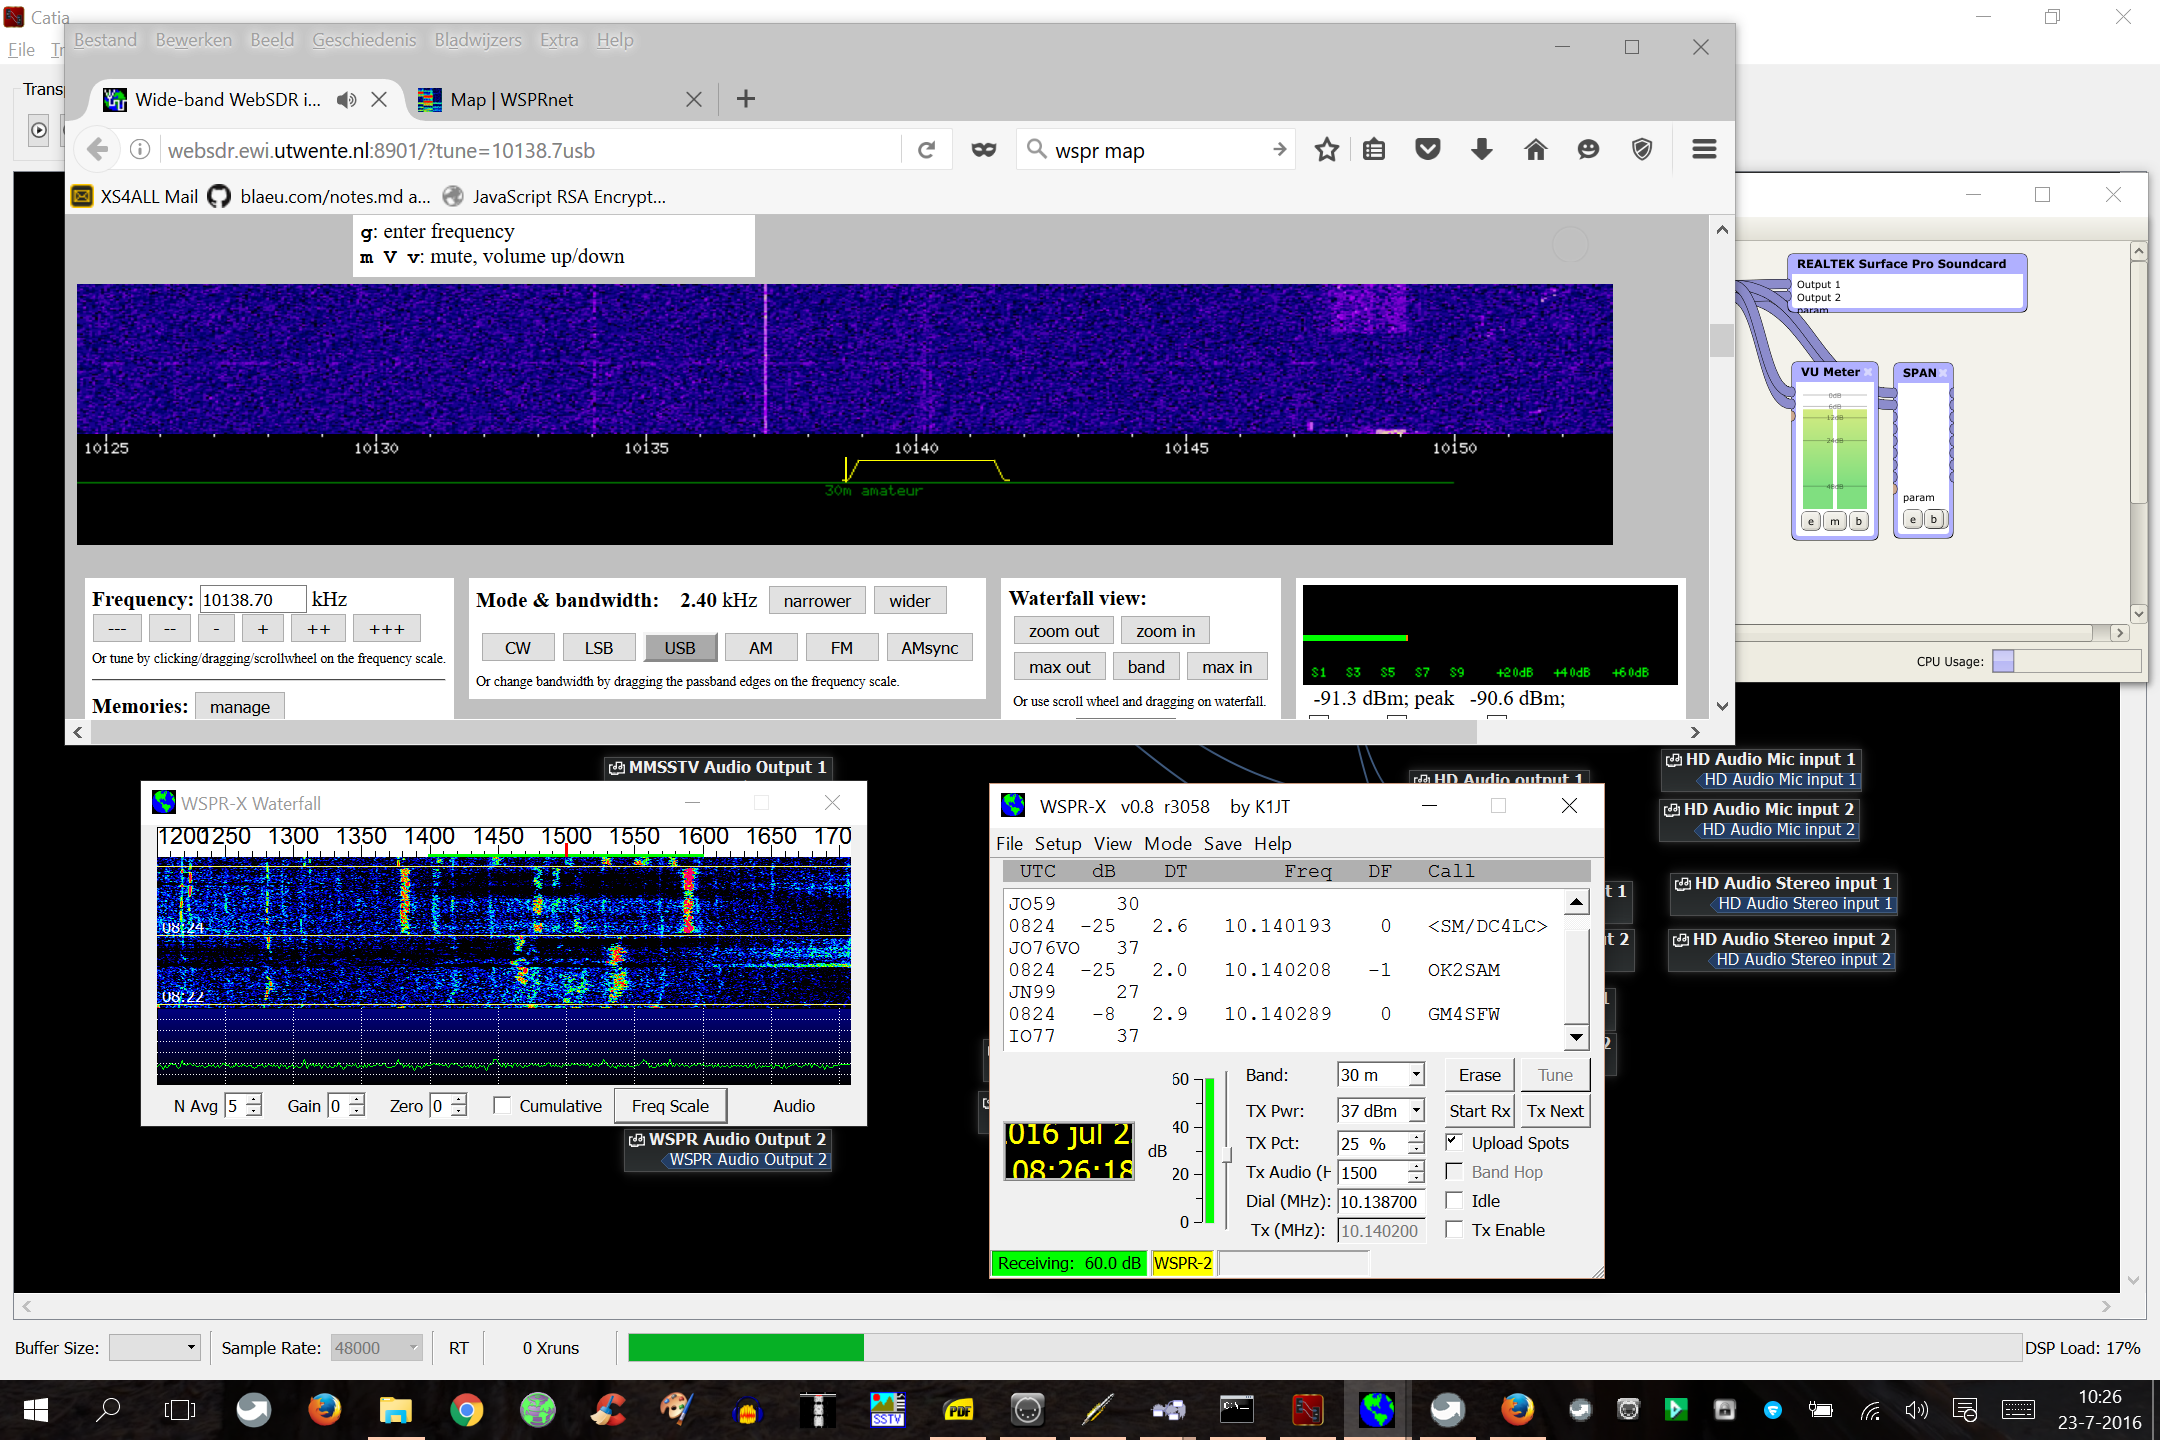 Catia
File
Bestand Bewerken Beeld Geschiedenis Bladwijzers Extra Help
Wide-band WebSDR i...
Map | WSPRnet
websdr.ewi.utwente.nl:8901/?tune=10138.7usb
wspr map
XS4ALL Mail
blaeu.com/notes.md a...
JavaScript RSA Encrypt...
g: enter frequency
m V v: mute, volume up/down
10125 10130 10135 10140 10145 10150
30m amateur
Frequency: 10138.70 kHz
--- -- - + ++ +++
Or tune by clicking/dragging/scrollwheel on the frequency scale.
Memories: manage
Mode & bandwidth: 2.40 kHz narrower wider
CW LSB USB AM FM AMsync
Or change bandwidth by dragging the passband edges on the frequency scale.
Waterfall view:
zoom out zoom in
max out band max in
Or use scroll wheel and dragging on waterfall.
S1 S3 S5 S7 S9 +20dB +40dB +60dB
-91.3 dBm; peak -90.6 dBm;
REALTEK Surface Pro Soundcard
Output 1
Output 2
param
VU Meter
0dB
6dB
12dB
24dB
48dB
e m b
SPAN
param
e b
CPU Usage:
MMSSTV Audio Output 1
HD Audio output 1
HD Audio Mic input 1
HD Audio Mic input 1
HD Audio Mic input 2
HD Audio Mic input 2
HD Audio Stereo input 1
HD Audio Stereo input 1
HD Audio Stereo input 2
HD Audio Stereo input 2
WSPR-X Waterfall
1200 1250 1300 1350 1400 1450 1500 1550 1600 1650 170
08:24
08:22
N Avg 5 Gain 0 Zero 0 Cumulative Freq Scale Audio
WSPR Audio Output 2
WSPR Audio Output 2
WSPR-X v0.8 r3058 by K1JT
File Setup View Mode Save Help
UTC dB DT Freq DF Call
JO59 30
0824 -25 2.6 10.140193 0 <SM/DC4LC>
JO76VO 37
0824 -25 2.0 10.140208 -1 OK2SAM
JN99 27
0824 -8 2.9 10.140289 0 GM4SFW
IO77 37
016 jul 2
08:26:18
60
40
20
0
dB
Band: 30 m Erase Tune
TX Pwr: 37 dBm Start Rx Tx Next
TX Pct: 25 % Upload Spots
Tx Audio (H 1500 Band Hop
Dial (MHz): 10.138700 Idle
Tx (MHz): 10.140200 Tx Enable
Receiving: 60.0 dB WSPR-2
Buffer Size: Sample Rate: 48000 RT 0 Xruns DSP Load: 17%
SSTV
PDF
10:26
23-7-2016